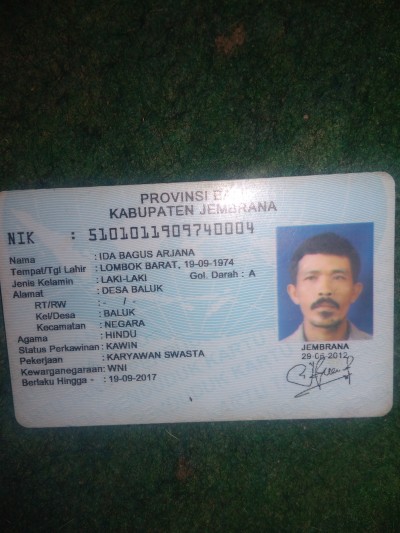 PROVINSI BA
KABUPATEN JEMBRANA
NIK : 5101011909740004
Nama : IDA BAGUS ARJANA
Tempat/Tgl Lahir : LOMBOK BARAT, 19-09-1974
Jenis Kelamin : LAKI-LAKI Gol. Darah : A
Alamat : DESA BALUK
RT/RW : - / -
Kel/Desa : BALUK
Kecamatan : NEGARA
Agama : HINDU
Status Perkawinan : KAWIN
Pekerjaan : KARYAWAN SWASTA
Kewarganegaraan: WNI
Berlaku Hingga - : 19-09-2017
JEMBRANA
29-08-2012